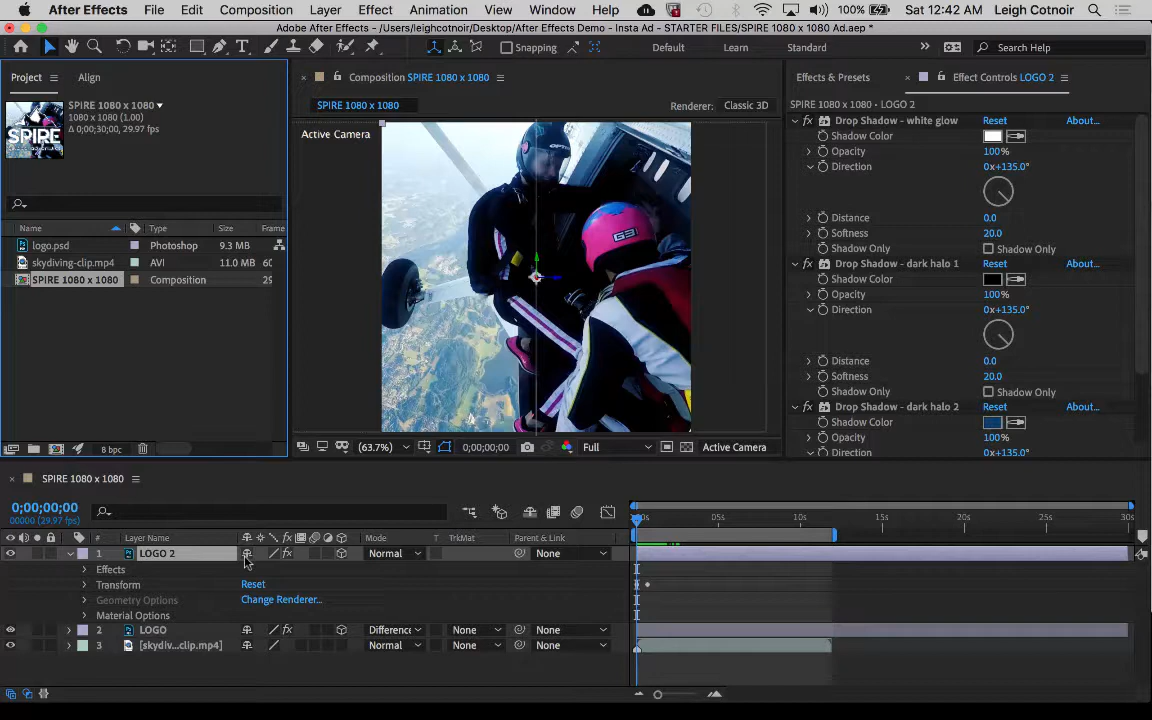 After Effects File Edit Composition Layer Effect Animation View Window Help 100% Sat 12:42 AM Leigh Cotnoir
Adobe After Effects - /Users/leighcotnoir/Desktop/After Effects Demo - Insta Ad - STARTER FILES/SPIRE 1080 x 1080 Ad.aep *
Snapping Default Learn Standard Search Help
Project Align Composition SPIRE 1080 x 1080 Effects & Presets Effect Controls LOGO 2
SPIRE 1080 x 1080
1080 x 1080 (1.00)
Δ 0;00;30;00, 29.97 fps
SPIRE
SPIRE 1080 x 1080 Renderer: Classic 3D
SPIRE 1080 x 1080 • LOGO 2
Active Camera
Drop Shadow - white glow Reset About...
Shadow Color
Opacity 100%
Direction 0x+135.0°
Distance 0.0
Softness 20.0
Shadow Only Shadow Only
Drop Shadow - dark halo 1 Reset About...
Shadow Color
Opacity 100%
Direction 0x+135.0°
Distance 0.0
Softness 20.0
Shadow Only Shadow Only
Drop Shadow - dark halo 2 Reset About...
Shadow Color
Opacity 100%
Direction 0x+135.0°
Name Type Size Frame
logo.psd Photoshop 9.3 MB
skydiving-clip.mp4 AVI 11.0 MB 60
SPIRE 1080 x 1080 Composition 29
G3!
8 bpc
(63.7%) 0;00;00;00 Full Active Camera
SPIRE 1080 x 1080
0;00;00;00
00000 (29.97 fps)
05s 10s 15s 20s 25s 30s
# Layer Name Mode T TrkMat Parent & Link
1 LOGO 2 Normal None
Effects
Transform Reset
Geometry Options Change Renderer...
Material Options
2 LOGO Difference None None
3 [skydiv...clip.mp4] Normal None None